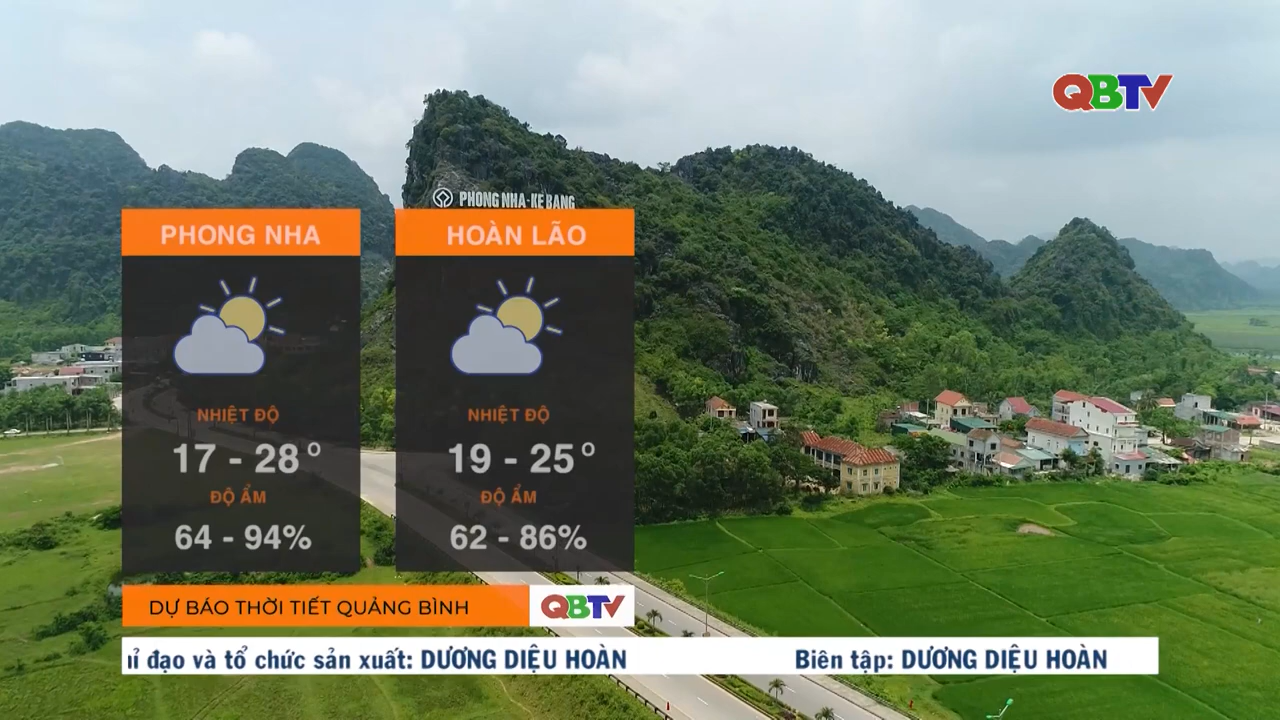 QBTV
PHONG NHA-KE BANG
PHONG NHA
HOÀN LÃO
NHIỆT ĐỘ
17 - 28°
ĐỘ ẨM
64 - 94%
NHIỆT ĐỘ
19 - 25°
ĐỘ ẨM
62 - 86%
DỰ BÁO THỜI TIẾT QUẢNG BÌNH
QBTV
đạo và tổ chức sản xuất: DƯƠNG DIỆU HOÀN
Biên tập: DƯƠNG DIỆU HOÀN